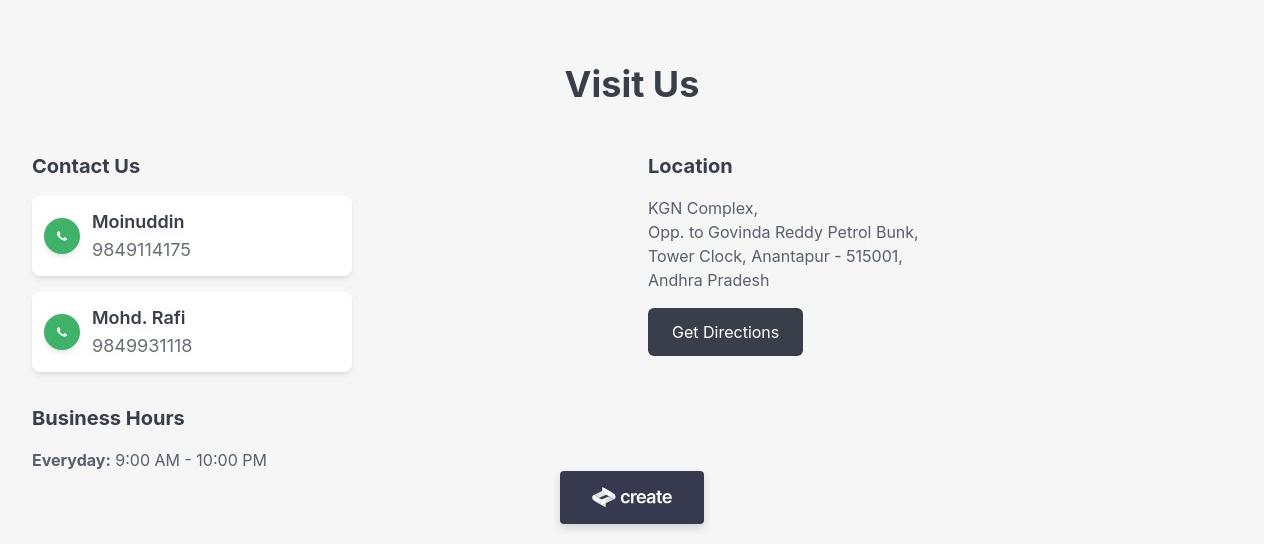 Visit Us
Contact Us
Moinuddin
9849114175
Mohd. Rafi
9849931118
Business Hours
Everyday: 9:00 AM - 10:00 PM
Location
KGN Complex,
Opp. to Govinda Reddy Petrol Bunk,
Tower Clock, Anantapur - 515001,
Andhra Pradesh
Get Directions
create